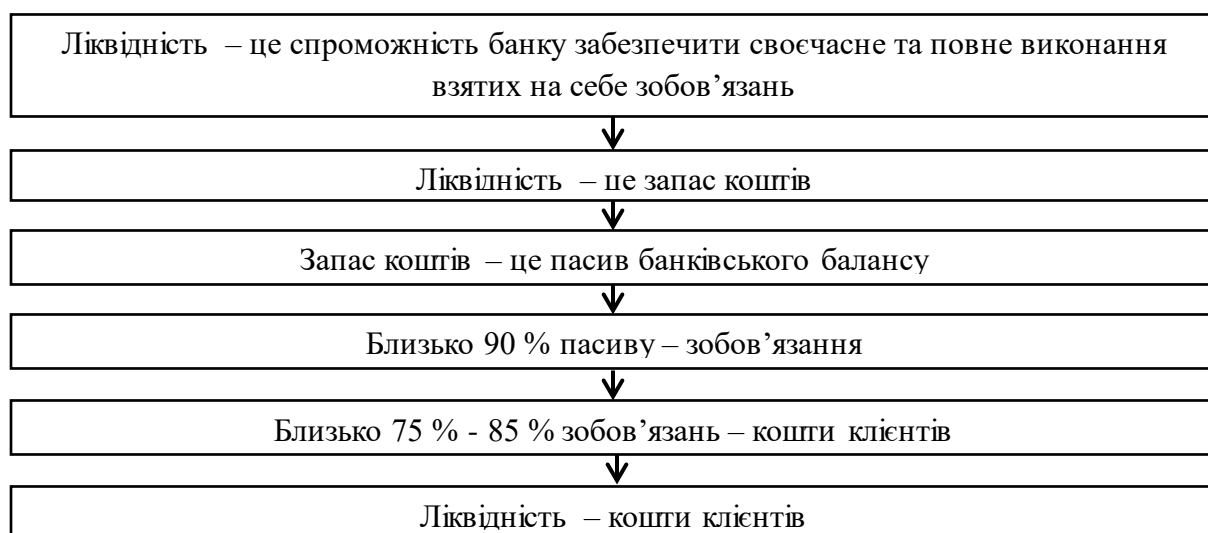 Ліквідність – це спроможність банку забезпечити своєчасне та повне виконання
взятих на себе зобов’язань
Ліквідність – це запас коштів
Запас коштів – це пасив банківського балансу
Близько 90 % пасиву – зобов’язання
Близько 75 % - 85 % зобов’язань – кошти клієнтів
Ліквідність – кошти клієнтів